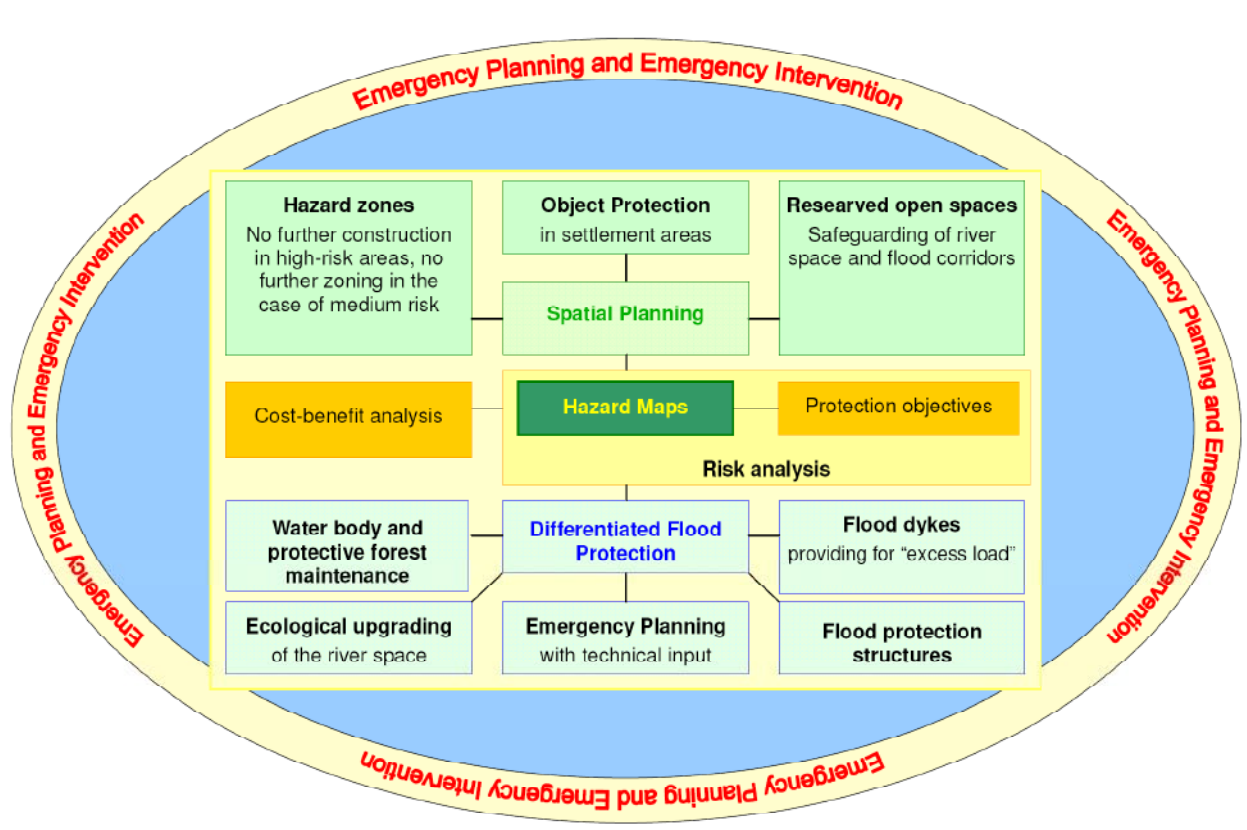 Emergency Planning and Emergency Intervention
Emergency Planning and Emergency Intervention
Emergency Planning and Emergency Intervention
Hazard zones
No further construction
in high-risk areas, no
further zoning in the
case of medium risk
Object Protection
in settlement areas
Researved open spaces
Safeguarding of river
space and flood corridors
Spatial Planning
Cost-benefit analysis
Hazard Maps
Protection objectives
Risk analysis
Water body and
protective forest
maintenance
Differentiated Flood
Protection
Flood dykes
providing for “excess load”
Ecological upgrading
of the river space
Emergency Planning
with technical input
Flood protection
structures
Emergency Planning and Emergency Intervention